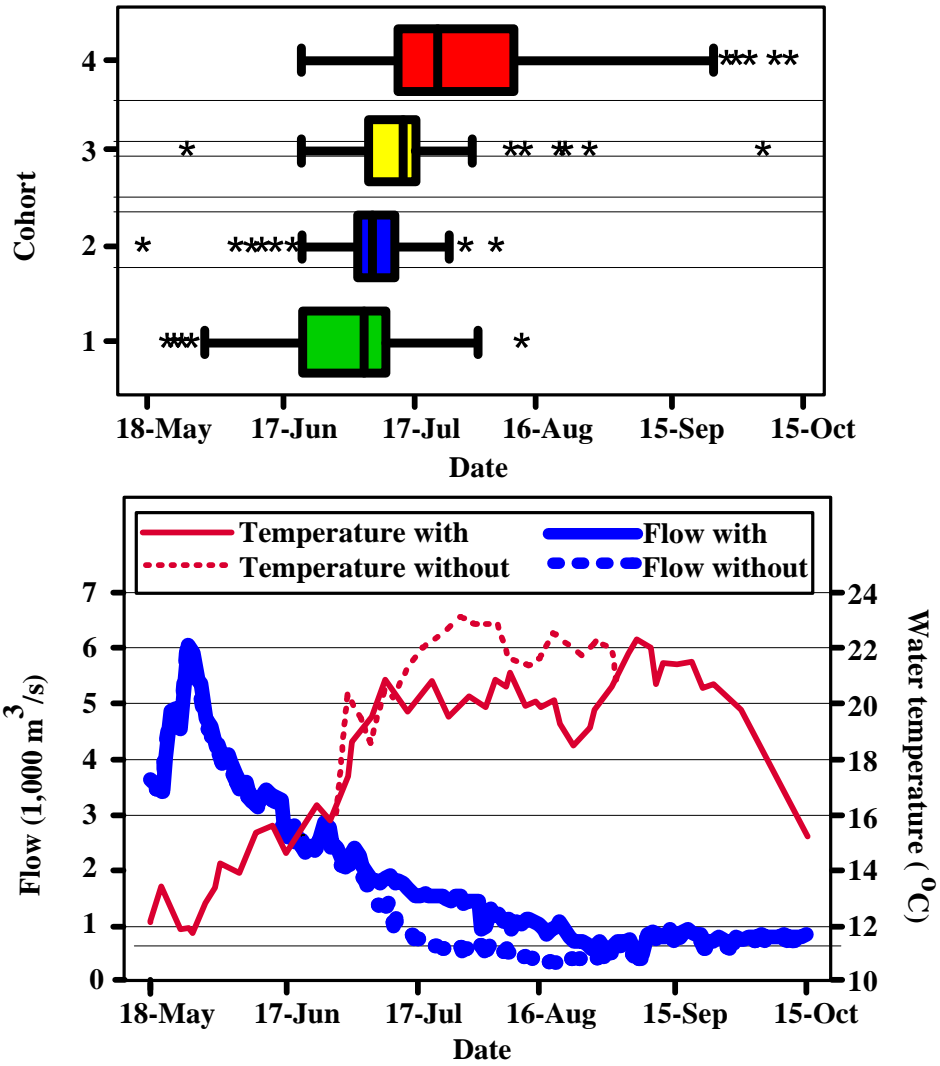 4
3
2
1
Cohort
18-May 17-Jun 17-Jul 16-Aug 15-Sep 15-Oct
Date
Temperature with Flow with
Temperature without Flow without
7 24
6 22
5 20
4 18
3 16
2 14
1 12
0 10
Flow (1,000 m³/s)
Water temperature (°C)
18-May 17-Jun 17-Jul 16-Aug 15-Sep 15-Oct
Date